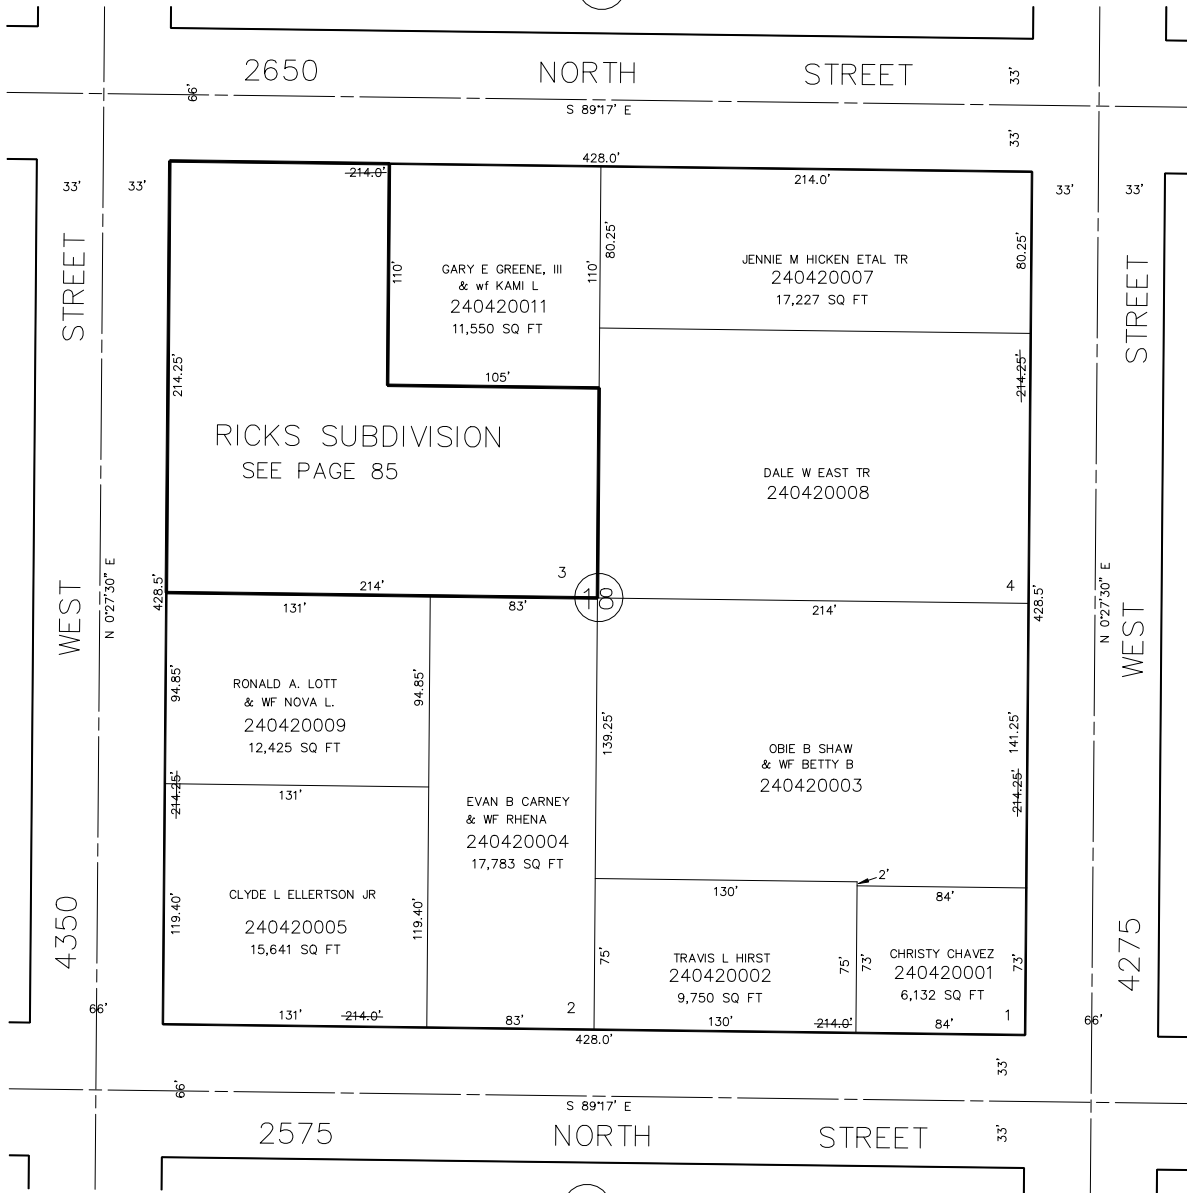 2650 NORTH STREET
33'
66'
S 89°17' E
33'
428.0'
33' 33'
214.0'
214.0'
33' 33'
STREET
80.25'
80.25'
STREET
110'
110'
GARY E GREENE, III
& wf KAMI L
240420011
11,550 SQ FT
JENNIE M HICKEN ETAL TR
240420007
17,227 SQ FT
214.25'
105'
214.25'
RICKS SUBDIVISION
SEE PAGE 85
DALE W EAST TR
240420008
3
4
18
428.5'
N 0°27'30" E
214'
131'
83'
214'
428.5'
N 0°27'30" E
WEST
WEST
94.85'
94.85'
RONALD A. LOTT
& WF NOVA L.
240420009
12,425 SQ FT
139.25'
141.25'
OBIE B SHAW
& WF BETTY B
240420003
214.25'
131'
214.25'
EVAN B CARNEY
& WF RHENA
240420004
17,783 SQ FT
2'
130'
84'
CLYDE L ELLERTSON JR
240420005
15,641 SQ FT
119.40'
119.40'
4350
4275
75'
TRAVIS L HIRST
240420002
9,750 SQ FT
75'
73'
CHRISTY CHAVEZ
240420001
6,132 SQ FT
73'
66'
131'
214.0'
83'
2
130'
214.0'
84'
1
66'
428.0'
33'
66'
S 89°17' E
2575 NORTH STREET
33'